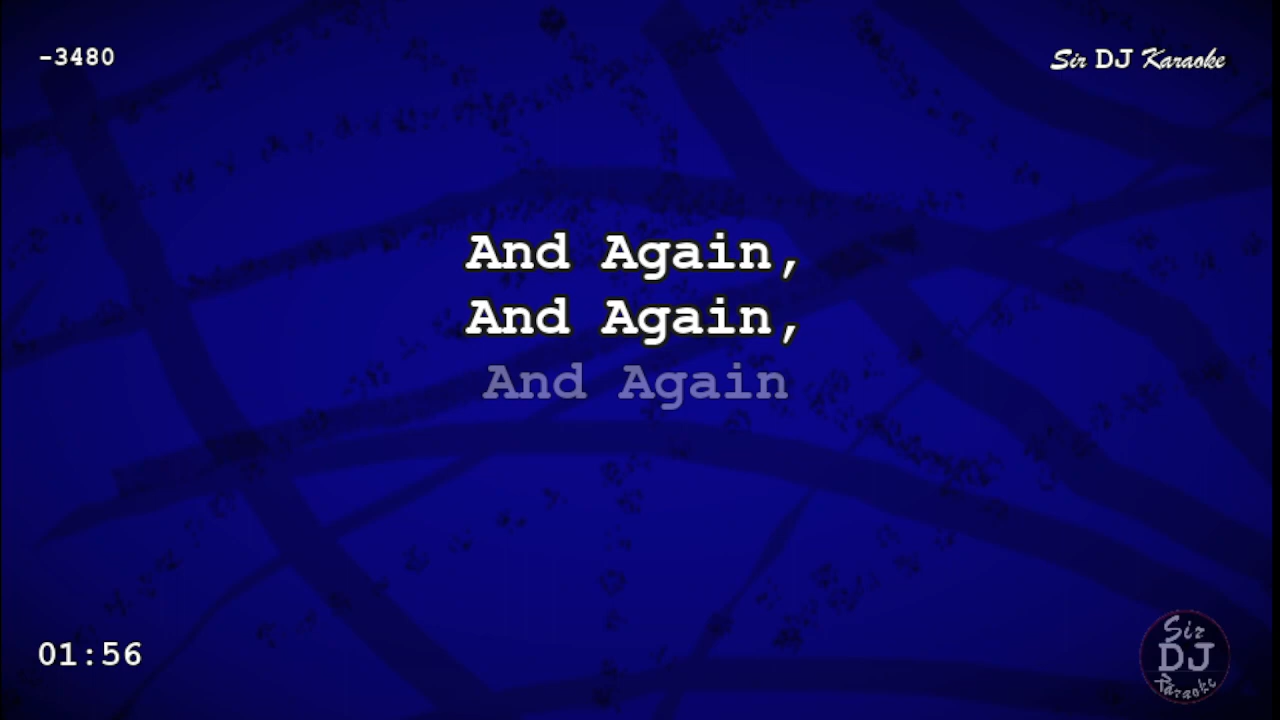 -3480
Sir DJ Karaoke
And Again,
And Again,
And Again
01:56
Sir
DJ
Karaoke